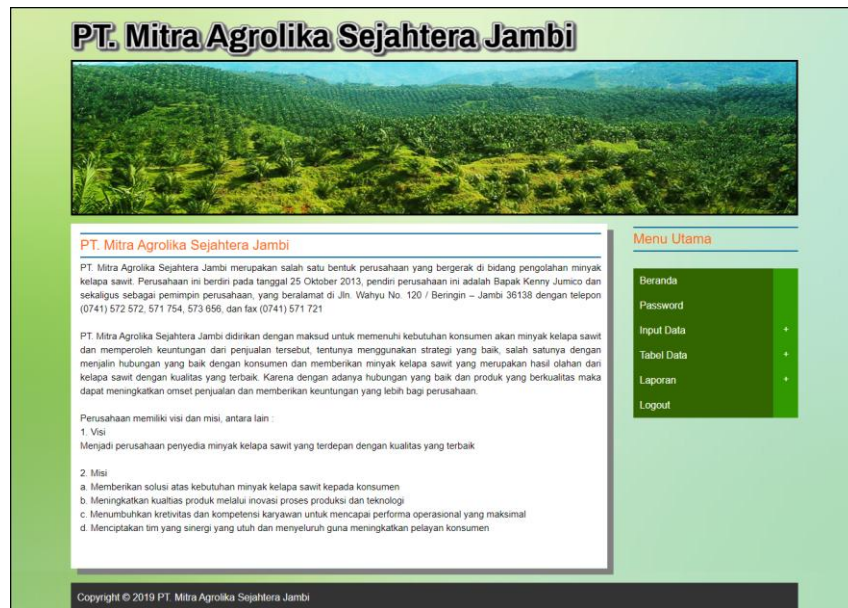 PT. Mitra Agrolika Sejahtera Jambi
PT. Mitra Agrolika Sejahtera Jambi
PT. Mitra Agrolika Sejahtera Jambi merupakan salah satu bentuk perusahaan yang bergerak di bidang pengolahan minyak
kelapa sawit. Perusahaan ini berdiri pada tanggal 25 Oktober 2013, pendiri perusahaan ini adalah Bapak Kenny Jumico dan
sekaligus sebagai pemimpin perusahaan, yang beralamat di Jln. Wahyu No. 120 / Beringin – Jambi 36138 dengan telepon
(0741) 572 572, 571 754, 573 656, dan fax (0741) 571 721
PT. Mitra Agrolika Sejahtera Jambi didirikan dengan maksud untuk memenuhi kebutuhan konsumen akan minyak kelapa sawit
dan memperoleh keuntungan dari penjualan tersebut, tentunya menggunakan strategi yang baik, salah satunya dengan
menjalin hubungan yang baik dengan konsumen dan memberikan minyak kelapa sawit yang merupakan hasil olahan dari
kelapa sawit dengan kualitas yang terbaik. Karena dengan adanya hubungan yang baik dan produk yang berkualitas maka
dapat meningkatkan omset penjualan dan memberikan keuntungan yang lebih bagi perusahaan.
Perusahaan memiliki visi dan misi, antara lain :
1. Visi
Menjadi perusahaan penyedia minyak kelapa sawit yang terdepan dengan kualitas yang terbaik
2. Misi
a. Memberikan solusi atas kebutuhan minyak kelapa sawit kepada konsumen
b. Meningkatkan kualtias produk melalui inovasi proses produksi dan teknologi
c. Menumbuhkan kretivitas dan kompetensi karyawan untuk mencapai performa operasional yang maksimal
d. Menciptakan tim yang sinergi yang utuh dan menyeluruh guna meningkatkan pelayan konsumen
Menu Utama
Beranda
Password
Input Data +
Tabel Data +
Laporan +
Logout
Copyright © 2019 PT. Mitra Agrolika Sejahtera Jambi